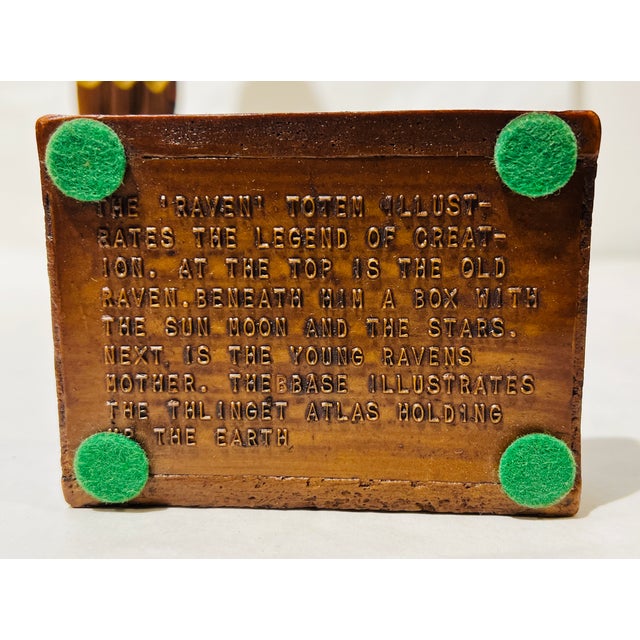 THE 'RAVEN' TOTEM ILLUST-
RATES THE LEGEND OF CREAT-
ION. AT THE TOP IS THE OLD
RAVEN.BENEATH HIM A BOX WITH
THE SUN MOON AND THE STARS.
NEXT IS THE YOUNG RAVENS
MOTHER. THEBBASE ILLUSTRATES
THE THLINGET ATLAS HOLDING
UP THE EARTH